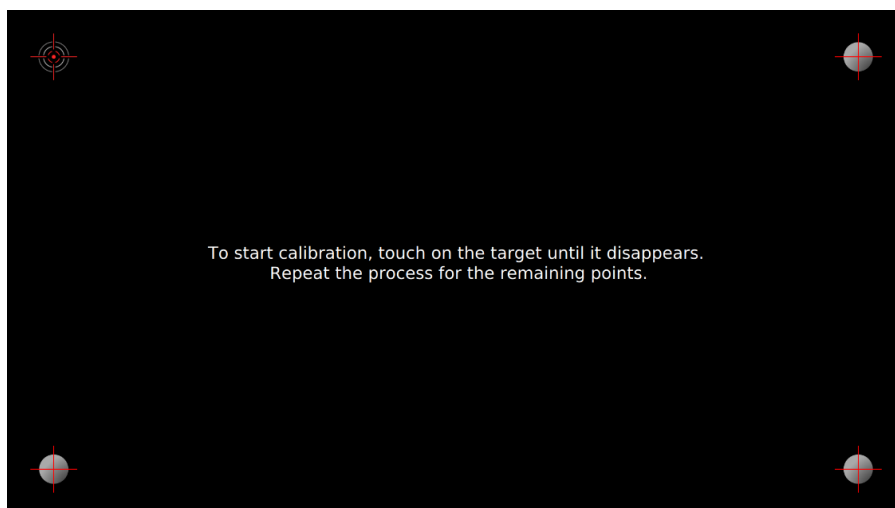 To start calibration, touch on the target until it disappears.
Repeat the process for the remaining points.